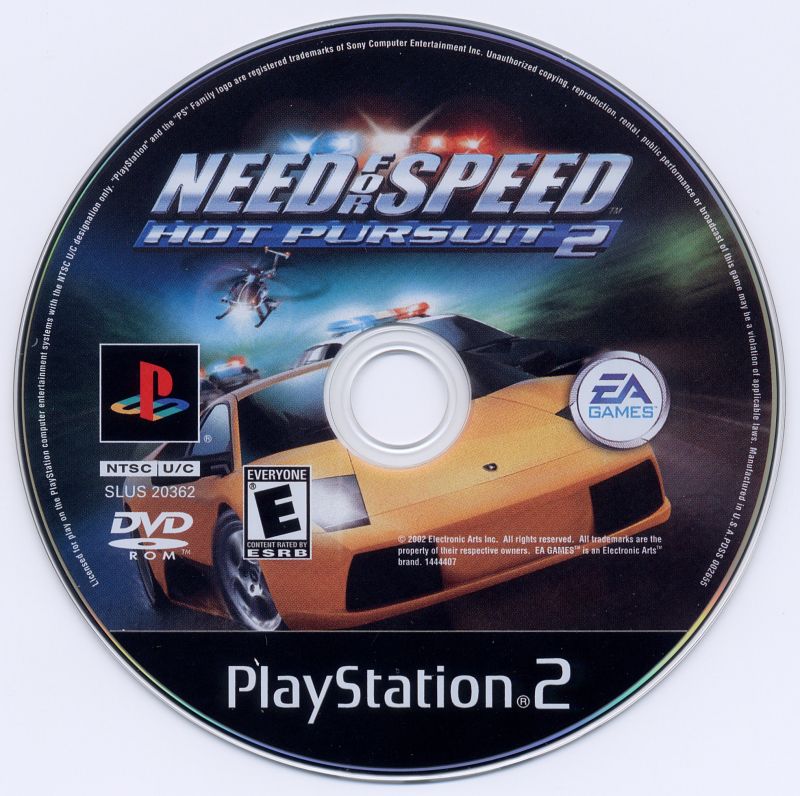 Licensed for play on the PlayStation computer entertainment systems with the NTSC U/C designation only. "PlayStation" and the "PS" Family logo are registered trademarks of Sony Computer Entertainment Inc. Unauthorized copying, reproduction, rental, public performance or broadcast of this game may be a violation of applicable laws. Manufactured in U.S.A. PDSS 002655
NEED FOR SPEED™
HOT PURSUIT 2
EA
GAMES™
®
NTSC U/C
SLUS 20362
DVD
ROM™
EVERYONE
E®
CONTENT RATED BY
ESRB
© 2002 Electronic Arts Inc. All rights reserved. All trademarks are the
property of their respective owners. EA GAMES™ is an Electronic Arts™
brand. 1444407
PlayStation®2